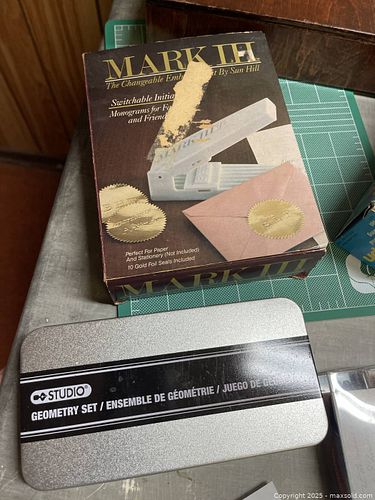 MARK III
The Changeable Emb By Sun Hill
Switchable Initia
Monograms for F
and Frien
Perfect For Paper
And Stationery (Not Included)
10 Gold Foil Seals Included
MARK III
STUDIO®
GEOMETRY SET / ENSEMBLE DE GÉOMÉTRIE / JUEGO DE GE
Copyright 2025 - maxsold.com